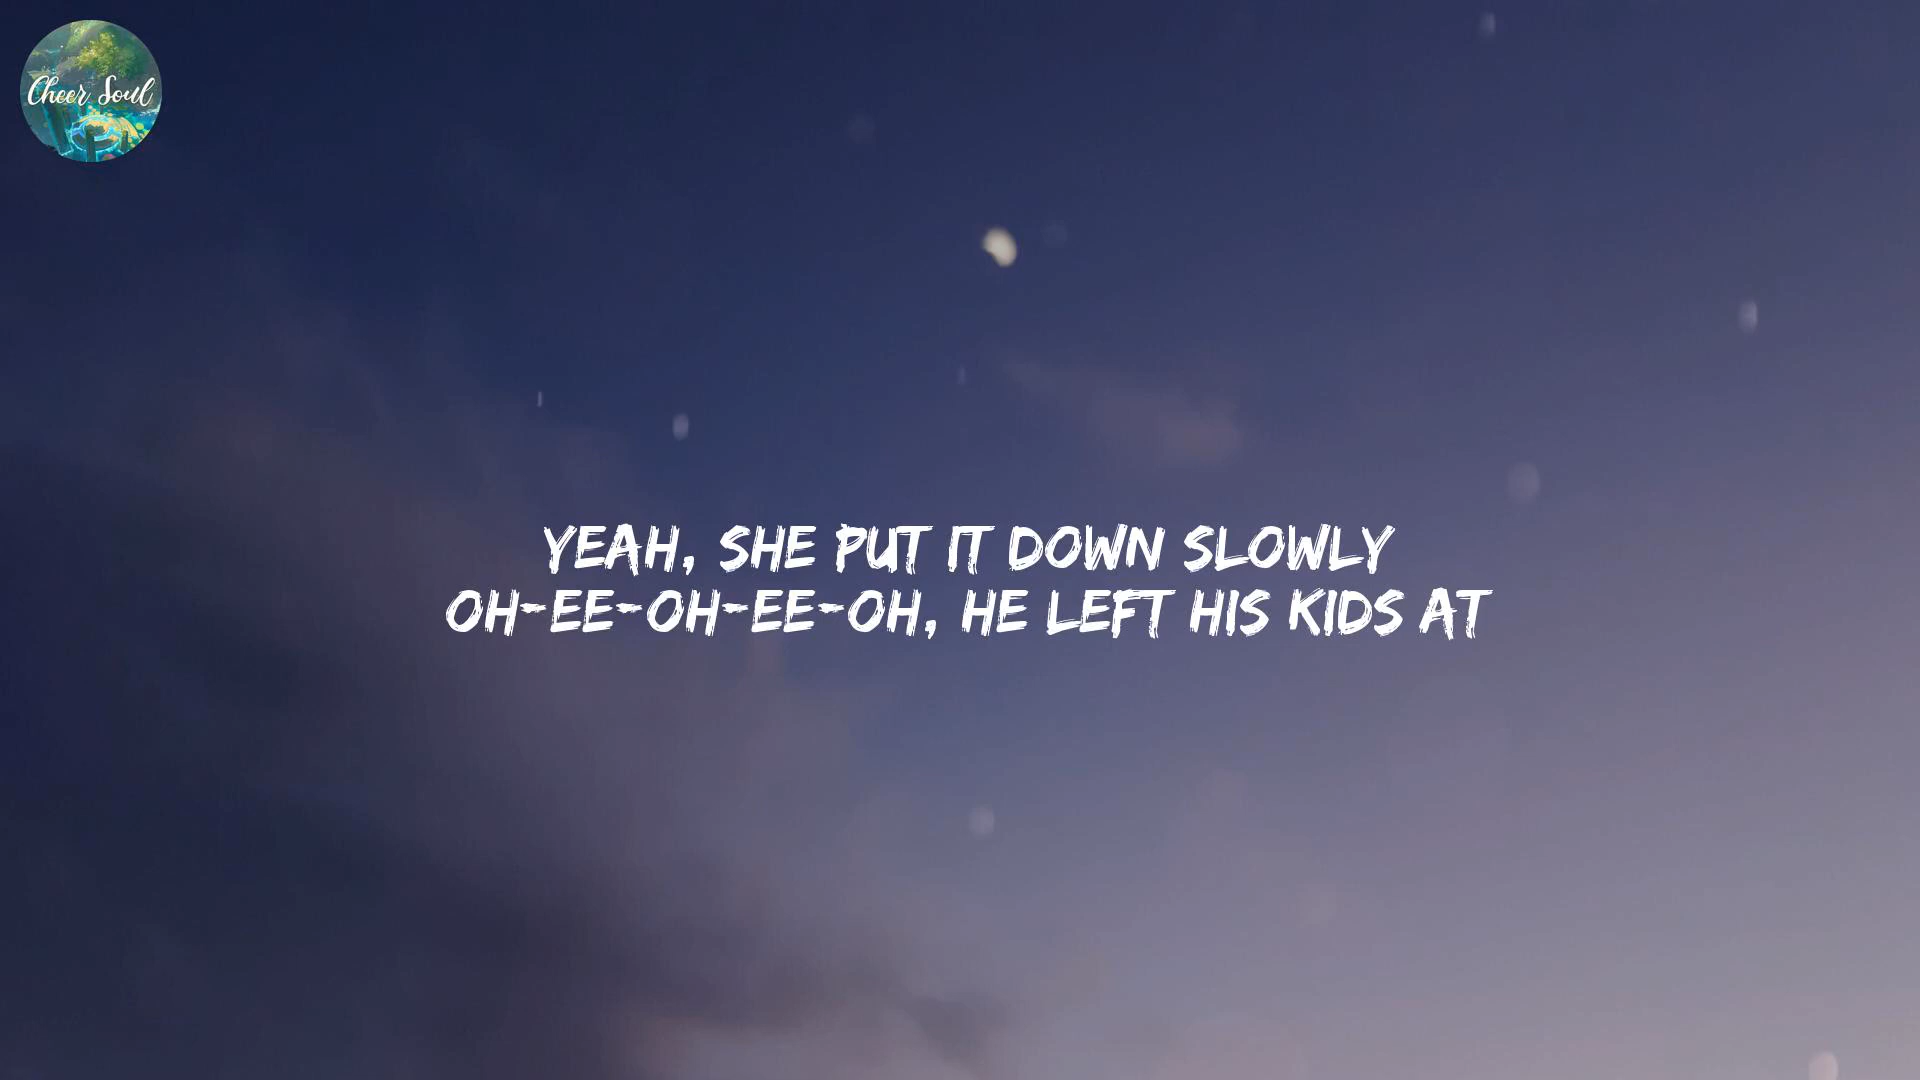 Cheer Soul
YEAH, SHE PUT IT DOWN SLOWLY
OH-EE-OH-EE-OH, HE LEFT HIS KIDS AT